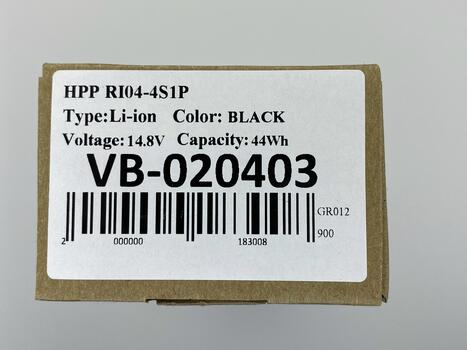 HPP RI04-4S1P
Type:Li-ion Color: BLACK
Voltage: 14.8V Capacity: 44Wh
VB-020403
GR012
900
2 000000 183008